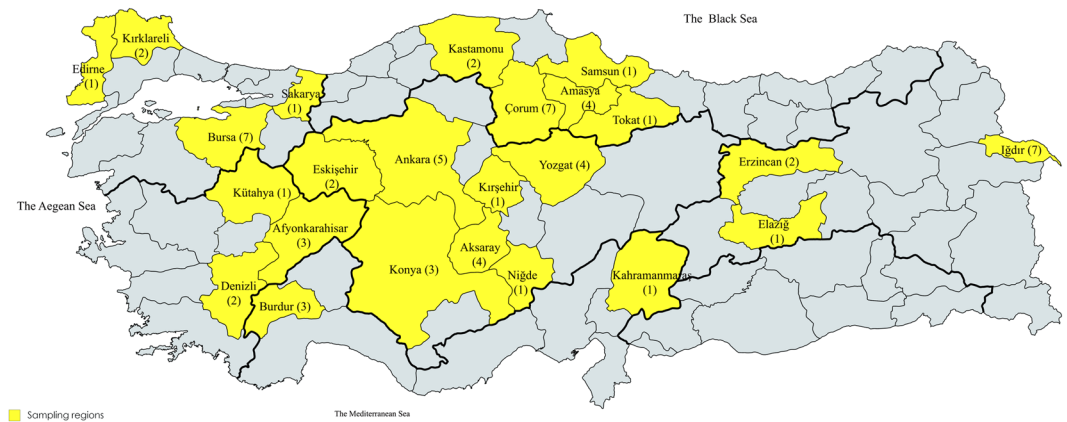 The Black Sea
Kırklareli
(2)
Edirne
(1)
Kastamonu
(2)
Samsun (1)
Amasya
(4)
Sakarya
(1)
Çorum (7)
Tokat (1)
Bursa (7)
Ankara (5)
Eskişehir
(2)
Yozgat (4)
Erzincan (2)
Iğdır (7)
Kütahya (1)
Kırşehir
(1)
The Aegean Sea
Afyonkarahisar
(3)
Elazığ
(1)
Aksaray
(4)
Konya (3)
Niğde
(1)
Kahramanmaraş
(1)
Denizli
(2)
Burdur (3)
The Mediterranean Sea
Sampling regions